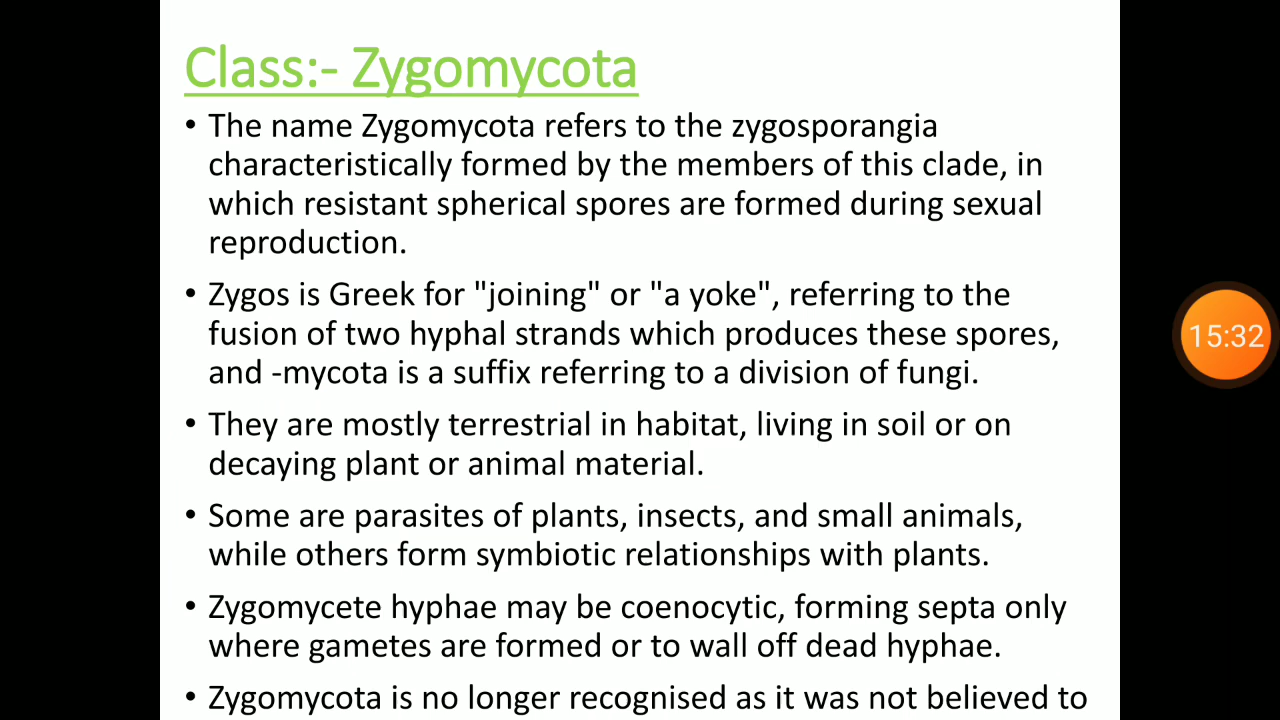 Class:- Zygomycota
• The name Zygomycota refers to the zygosporangia
characteristically formed by the members of this clade, in
which resistant spherical spores are formed during sexual
reproduction.
• Zygos is Greek for "joining" or "a yoke", referring to the
fusion of two hyphal strands which produces these spores,
and -mycota is a suffix referring to a division of fungi.
• They are mostly terrestrial in habitat, living in soil or on
decaying plant or animal material.
• Some are parasites of plants, insects, and small animals,
while others form symbiotic relationships with plants.
• Zygomycete hyphae may be coenocytic, forming septa only
where gametes are formed or to wall off dead hyphae.
• Zygomycota is no longer recognised as it was not believed to
15:32